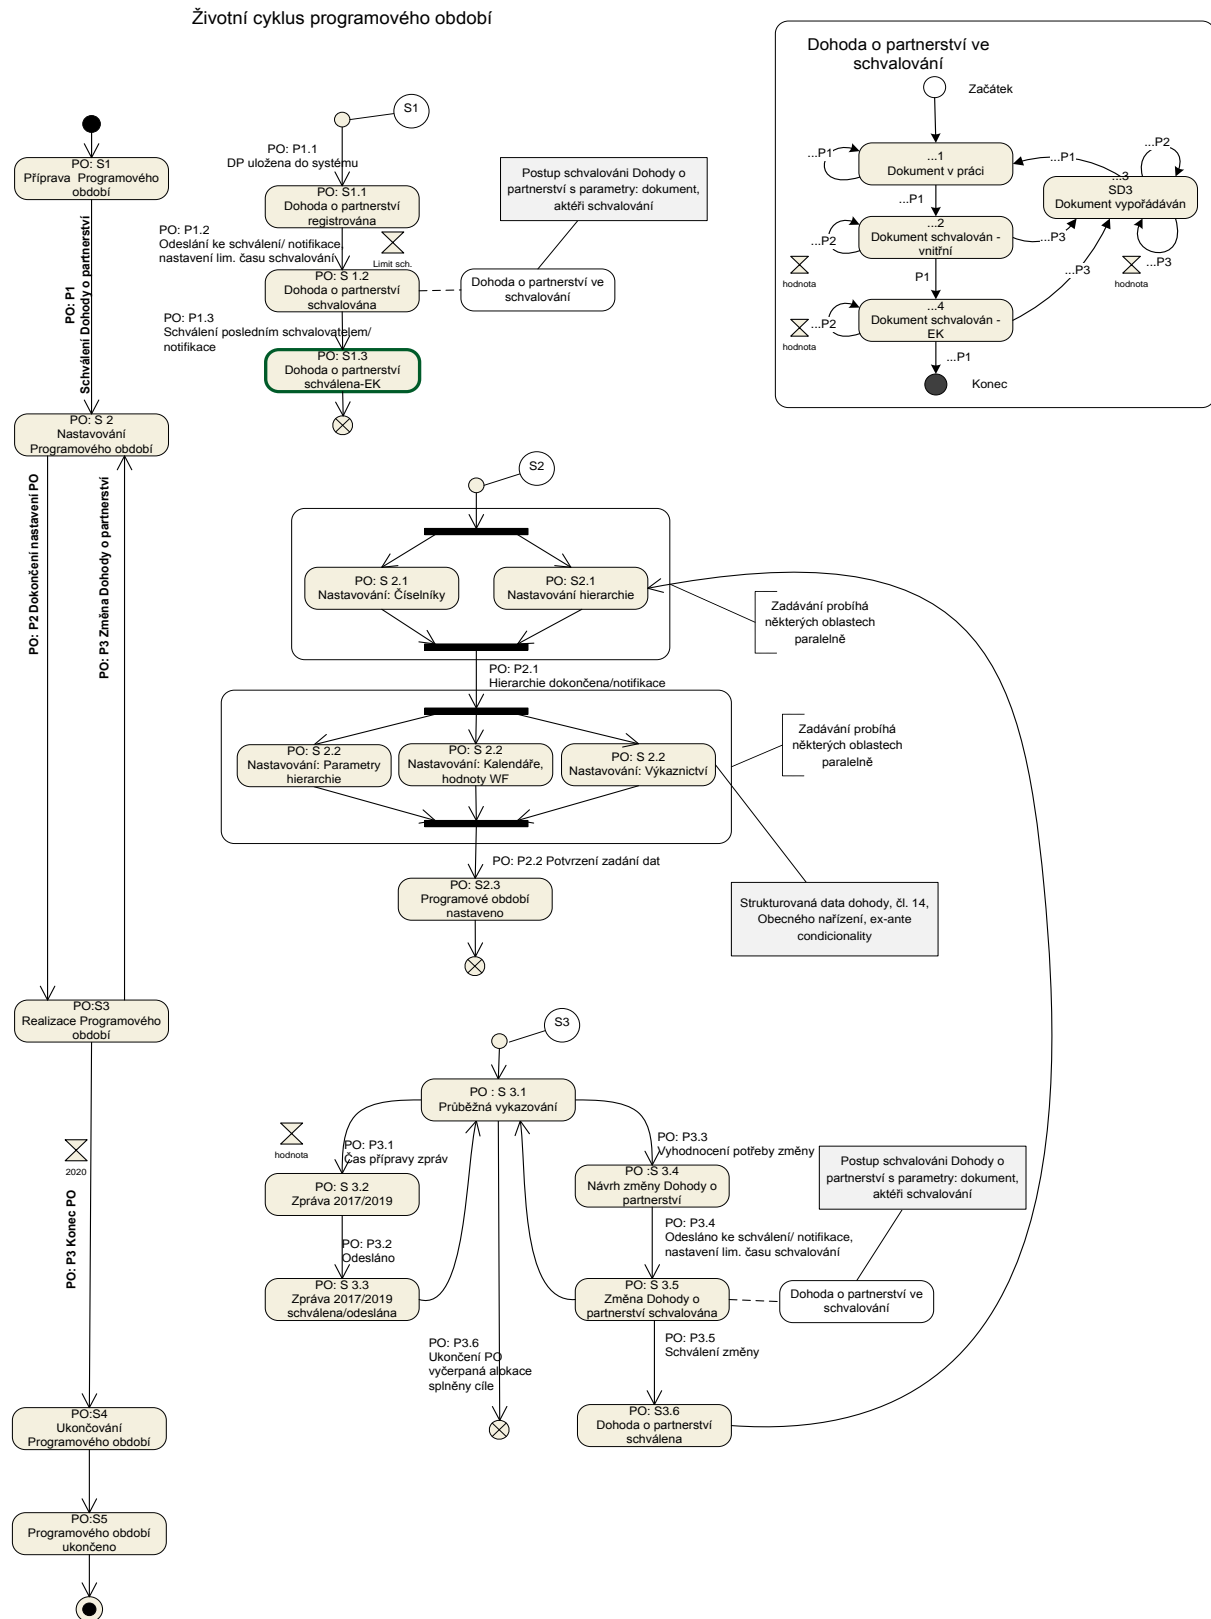 Životní cyklus programového období
Dohoda o partnerství ve
schvalování
Začátek
...P1
...1
Dokument v práci
...P1
...P2
...3
SD3
Dokument vypořádáván
...P1
...P2
...2
Dokument schvalován -
vnitřní
...P3
hodnota
P1
...P3
...P3
hodnota
...P2
...4
Dokument schvalován -
EK
hodnota
...P1
Konec
PO: S1
Příprava  Programového
období
PO: P1
Schválení Dohody o partnerství
PO: S 2
Nastavování
Programového období
PO: P2 Dokončení nastavení PO
PO: P3 Změna Dohody o partnerství
PO:S3
Realizace Programového
období
2020
PO: P3 Konec PO
PO:S4
Ukončování
Programového období
PO:S5
Programového období
ukončeno
S1
PO: P1.1
DP uložena do systému
PO: S1.1
Dohoda o partnerství
registrována
PO: P1.2
Odeslání ke schválení/ notifikace,
nastavení lim. času schvalování
Limit sch.
PO: S 1.2
Dohoda o partnerství
schvalována
Postup schvalováni Dohody o
partnerství s parametry: dokument,
aktéři schvalování
Dohoda o partnerství ve
schvalování
PO: P1.3
Schválení posledním schvalovatelem/
notifikace
PO: S1.3
Dohoda o partnerství
schválena-EK
S2
PO: S 2.1
Nastavování: Číselníky
PO: S2.1
Nastavování hierarchie
Zadávání probíhá
některých oblastech
paralelně
PO: P2.1
Hierarchie dokončena/notifikace
PO: S 2.2
Nastavování: Parametry
hierarchie
PO: S 2.2
Nastavování: Kalendáře,
hodnoty WF
PO: S 2.2
Nastavování: Výkaznictví
Zadávání probíhá
některých oblastech
paralelně
PO: P2.2 Potvrzení zadání dat
PO: S2.3
Programové období
nastaveno
Strukturovaná data dohody, čl. 14,
Obecného nařízení, ex-ante
condicionality
S3
PO : S 3.1
Průběžná vykazování
hodnota
PO: P3.1
Čas přípravy zpráv
PO: S 3.2
Zpráva 2017/2019
PO: P3.2
Odesláno
PO: S 3.3
Zpráva 2017/2019
schválena/odeslána
PO: P3.3
Vyhodnocení potřeby změny
PO :S 3.4
Návrh změny Dohody o
partnerství
PO: P3.4
Odesláno ke schválení/ notifikace,
nastavení lim. času schvalování
PO: S 3.5
Změna Dohody o
partnerství schvalována
Postup schvalováni Dohody o
partnerství s parametry: dokument,
aktéři schvalování
Dohoda o partnerství ve
schvalování
PO: P3.6
Ukončení PO
vyčerpaná alokace
splněny cíle
PO: P3.5
Schválení změny
PO: S3.6
Dohoda o partnerství
schválena